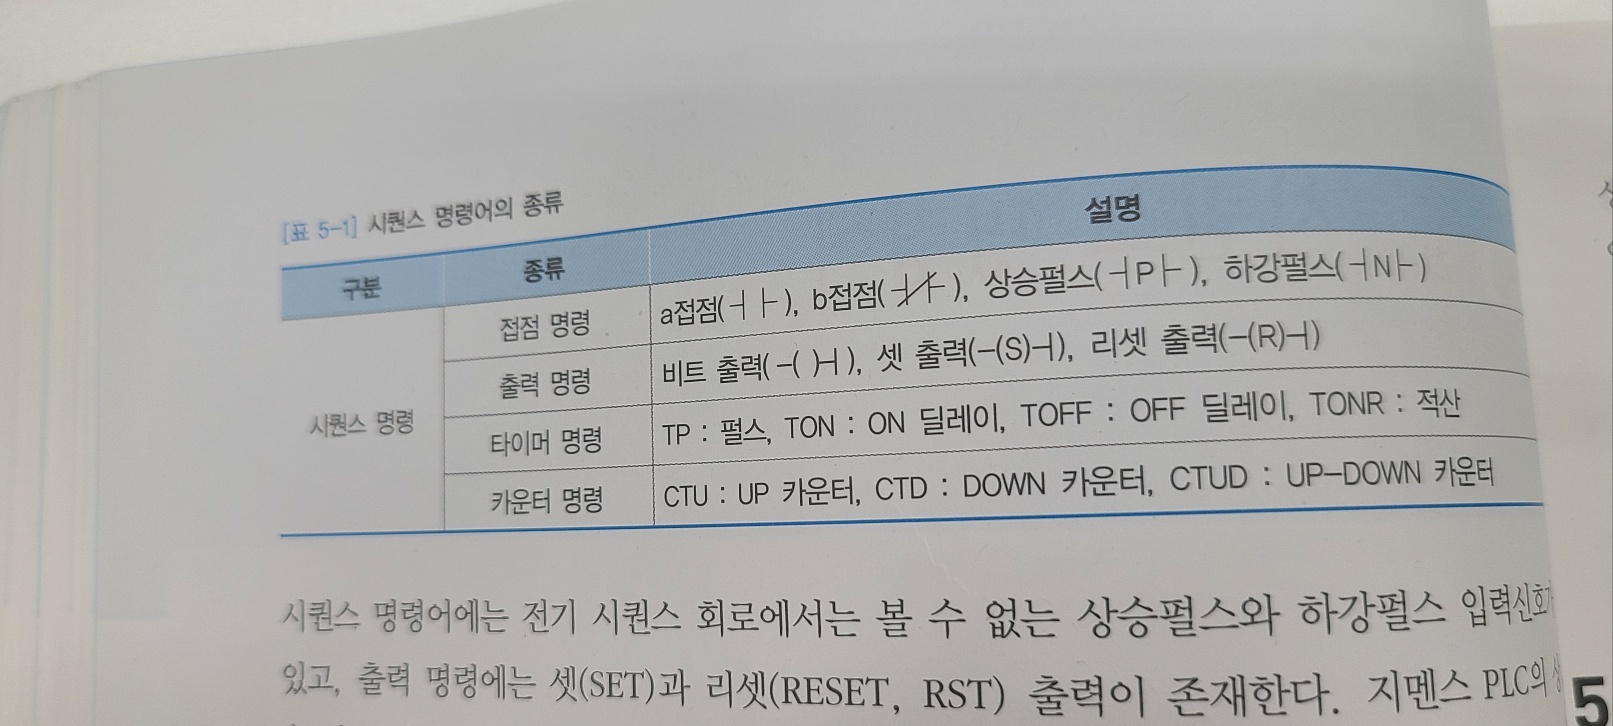 [표 5-1] 시퀀스 명령어의 종류
구분 종류 설명
시퀀스 명령
접점 명령 a접점(⊣ ⊢), b접점(⊣/⊢), 상승펄스(⊣P⊢), 하강펄스(⊣N⊢)
출력 명령 비트 출력(-( )⊣), 셋 출력(-(S)⊣), 리셋 출력(-(R)⊣)
타이머 명령 TP : 펄스, TON : ON 딜레이, TOFF : OFF 딜레이, TONR : 적산
카운터 명령 CTU : UP 카운터, CTD : DOWN 카운터, CTUD : UP-DOWN 카운터
시퀀스 명령어에는 전기 시퀀스 회로에서는 볼 수 없는 상승펄스와 하강펄스 입력신호가
있고, 출력 명령에는 셋(SET)과 리셋(RESET, RST) 출력이 존재한다. 지멘스 PLC의
5